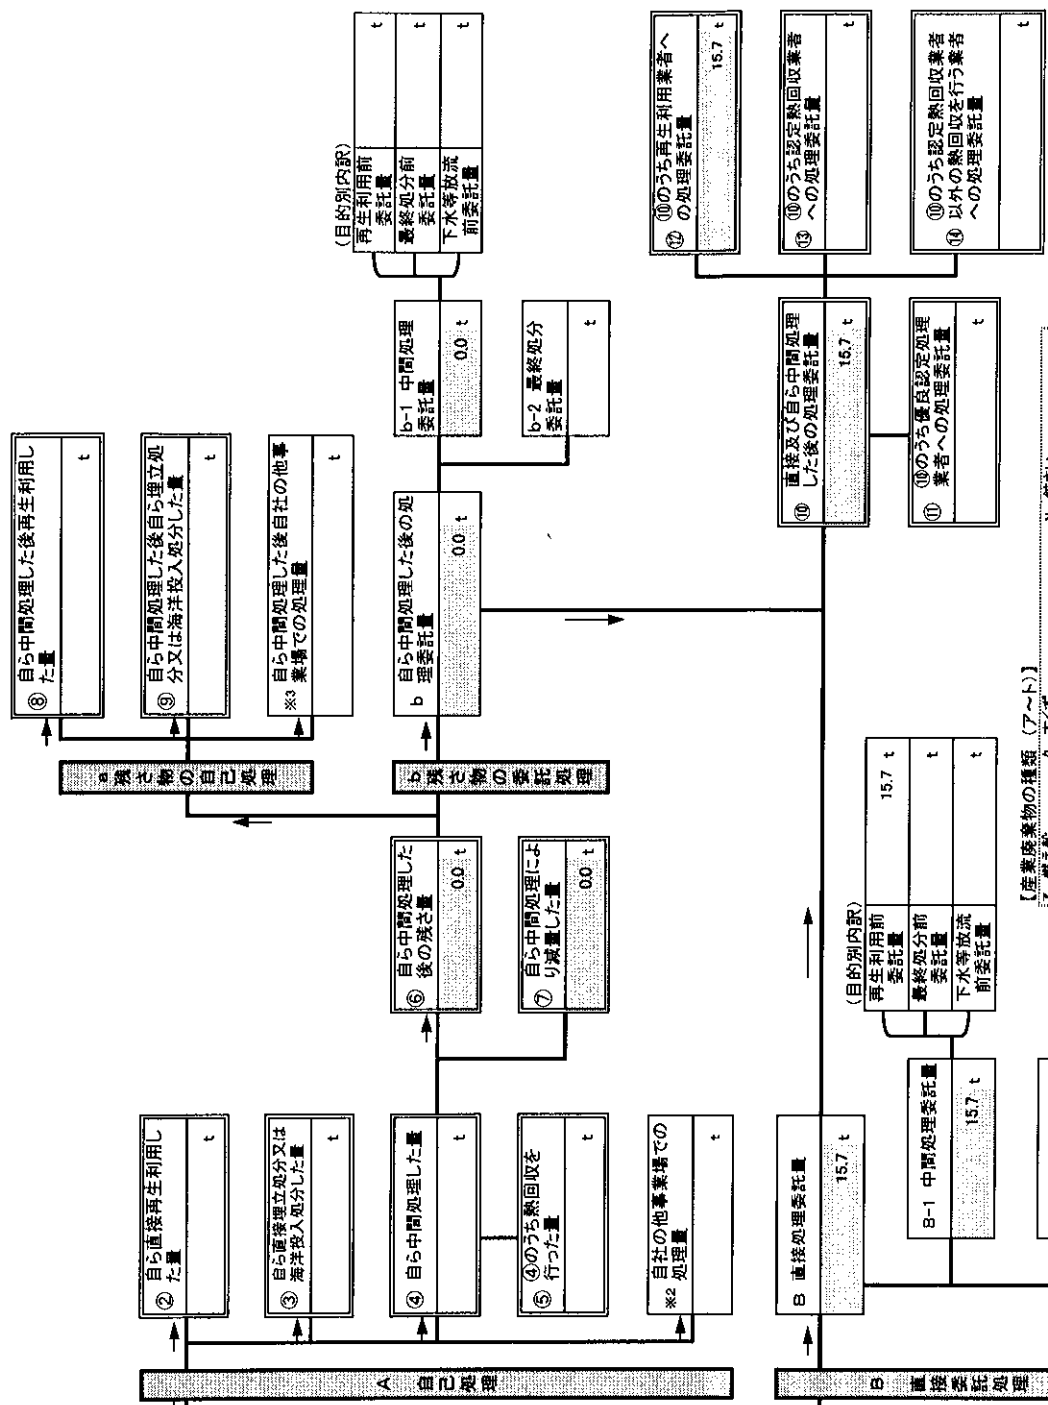 A 自己処理
② 自ら直接再生利用し
た量
t
③ 自ら直接埋立処分又は
海洋投入処分した量
t
④ 自ら中間処理した量
t
⑤ ④のうち熱回収を
行った量
t
※2 自社の他事業場での
処理量
t
⑥ 自ら中間処理した
後の残さ量
0.0 t
⑦ 自ら中間処理によ
り減量した量
0.0 t
a 残さ物の自己処理
⑧ 自ら中間処理した後再生利用し
た量
t
⑨ 自ら中間処理した後自ら埋立処
分又は海洋投入処分した量
t
※3 自ら中間処理した後自社の他事
業場での処理量
t
b 残さ物の委託処理
b 自ら中間処理した後の処
理委託量
0.0 t
b-1 中間処理
委託量
0.0 t
b-2 最終処分
委託量
t
(目的別内訳)
再生利用前
委託量
t
最終処分前
委託量
t
下水等放流
前委託量
t
B 直接委託処理
B 直接処理委託量
15.7 t
B-1 中間処理委託量
15.7 t
(目的別内訳)
再生利用前
委託量
15.7 t
最終処分前
委託量
t
下水等放流
前委託量
t
⑩ 直接及び自ら中間処理
した後の処理委託量
15.7 t
⑪ ⑩のうち優良認定処理
業者への処理委託量
t
⑫ ⑩のうち再生利用業者へ
の処理委託量
15.7 t
⑬ ⑩のうち認定熱回収業者
への処理委託量
t
⑭ ⑩のうち認定熱回収業者
以外の熱回収を行う業者
への処理委託量
t
【産業廃棄物の種類(ア～ト)】